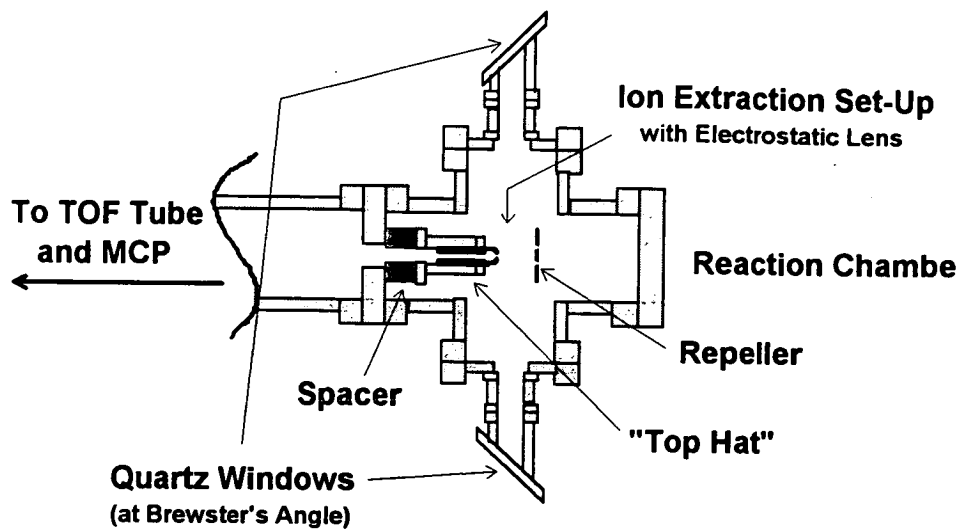 Ion Extraction Set-Up
with Electrostatic Lens
To TOF Tube
and MCP
Reaction Chambe
Repeller
Spacer
"Top Hat"
Quartz Windows
(at Brewster's Angle)